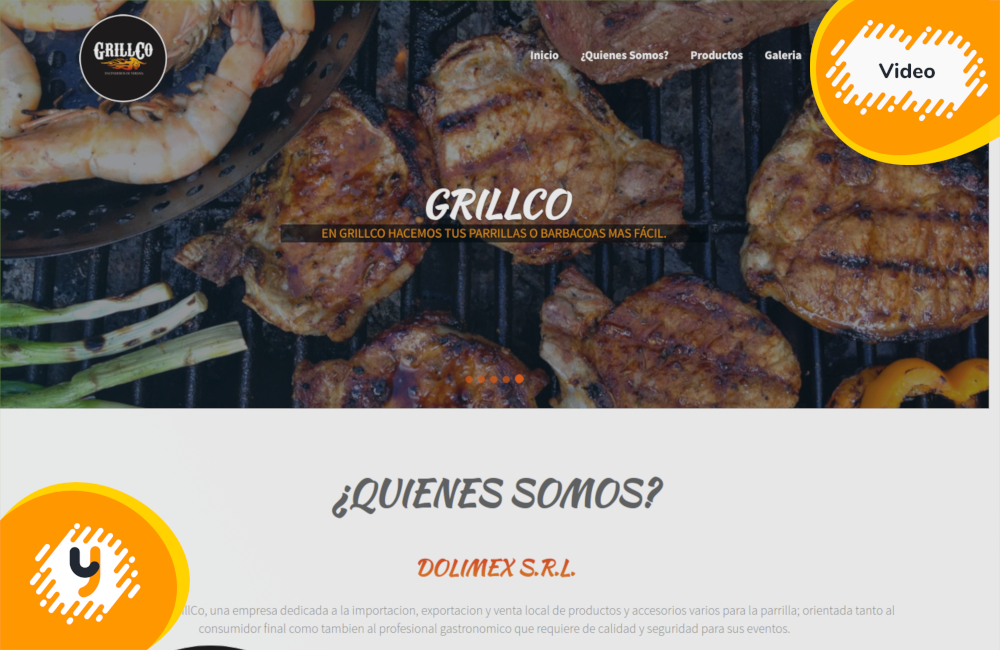 GRILLCO
Inicio ¿Quienes Somos? Productos Galeria
Video
GRILLCO
EN GRILLCO HACEMOS TUS PARRILLAS O BARBACOAS MAS FÁCIL.
¿QUIENES SOMOS?
DOLIMEX S.R.L.
una empresa dedicada a la importacion, exportacion y venta local de productos y accesorios varios para la parrilla; orientada tanto al
consumidor final como tambien al profesional gastronomico que requiere de calidad y seguridad para sus eventos.